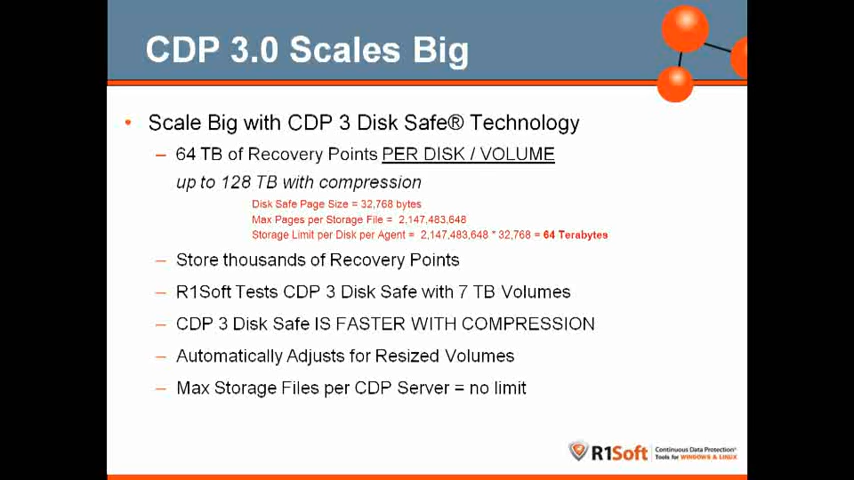 CDP 3.0 Scales Big
• Scale Big with CDP 3 Disk Safe® Technology
– 64 TB of Recovery Points PER DISK / VOLUME
up to 128 TB with compression
Disk Safe Page Size = 32,768 bytes
Max Pages per Storage File = 2,147,483,648
Storage Limit per Disk per Agent = 2,147,483,648 * 32,768 = 64 Terabytes
– Store thousands of Recovery Points
– R1Soft Tests CDP 3 Disk Safe with 7 TB Volumes
– CDP 3 Disk Safe IS FASTER WITH COMPRESSION
– Automatically Adjusts for Resized Volumes
– Max Storage Files per CDP Server = no limit
R1Soft
Continuous Data Protection®
Tools for WINDOWS & LINUX